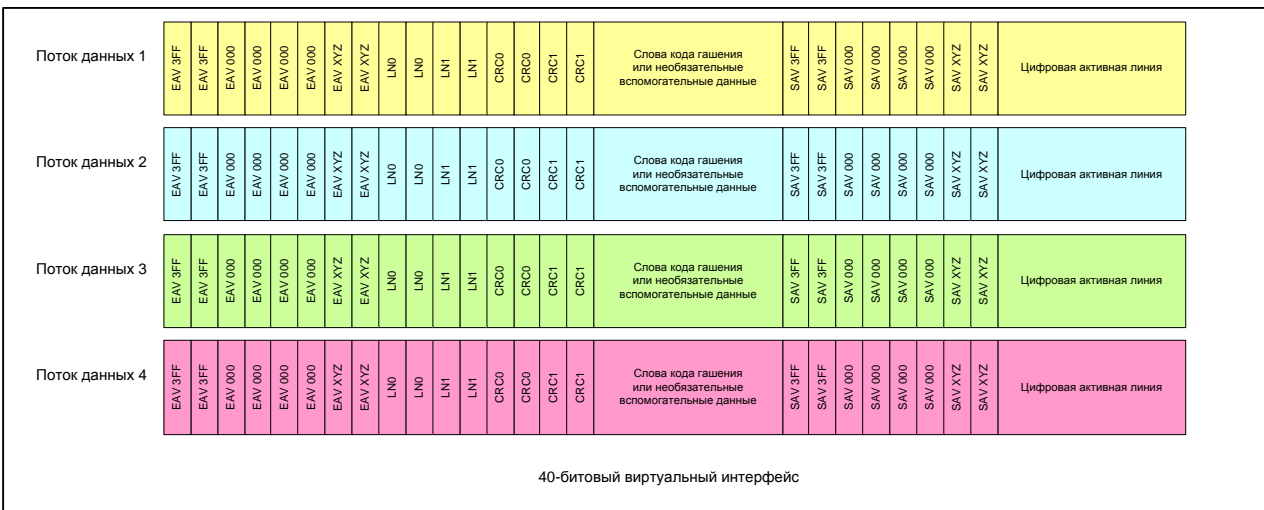 Поток данных 1
EAV 3FF EAV 3FF EAV 000 EAV 000 EAV 000 EAV 000 EAV XYZ EAV XYZ LN0 LN0 LN1 LN1 CRC0 CRC0 CRC1 CRC1
Слова кода гашения
или необязательные
вспомогательные данные
SAV 3FF SAV 3FF SAV 000 SAV 000 SAV 000 SAV 000 SAV XYZ SAV XYZ
Цифровая активная линия
Поток данных 2
EAV 3FF EAV 3FF EAV 000 EAV 000 EAV 000 EAV 000 EAV XYZ EAV XYZ LN0 LN0 LN1 LN1 CRC0 CRC0 CRC1 CRC1
Слова кода гашения
или необязательные
вспомогательные данные
SAV 3FF SAV 3FF SAV 000 SAV 000 SAV 000 SAV 000 SAV XYZ SAV XYZ
Цифровая активная линия
Поток данных 3
EAV 3FF EAV 3FF EAV 000 EAV 000 EAV 000 EAV 000 EAV XYZ EAV XYZ LN0 LN0 LN1 LN1 CRC0 CRC0 CRC1 CRC1
Слова кода гашения
или необязательные
вспомогательные данные
SAV 3FF SAV 3FF SAV 000 SAV 000 SAV 000 SAV 000 SAV XYZ SAV XYZ
Цифровая активная линия
Поток данных 4
EAV 3FF EAV 3FF EAV 000 EAV 000 EAV 000 EAV 000 EAV XYZ EAV XYZ LN0 LN0 LN1 LN1 CRC0 CRC0 CRC1 CRC1
Слова кода гашения
или необязательные
вспомогательные данные
SAV 3FF SAV 3FF SAV 000 SAV 000 SAV 000 SAV 000 SAV XYZ SAV XYZ
Цифровая активная линия
40-битовый виртуальный интерфейс